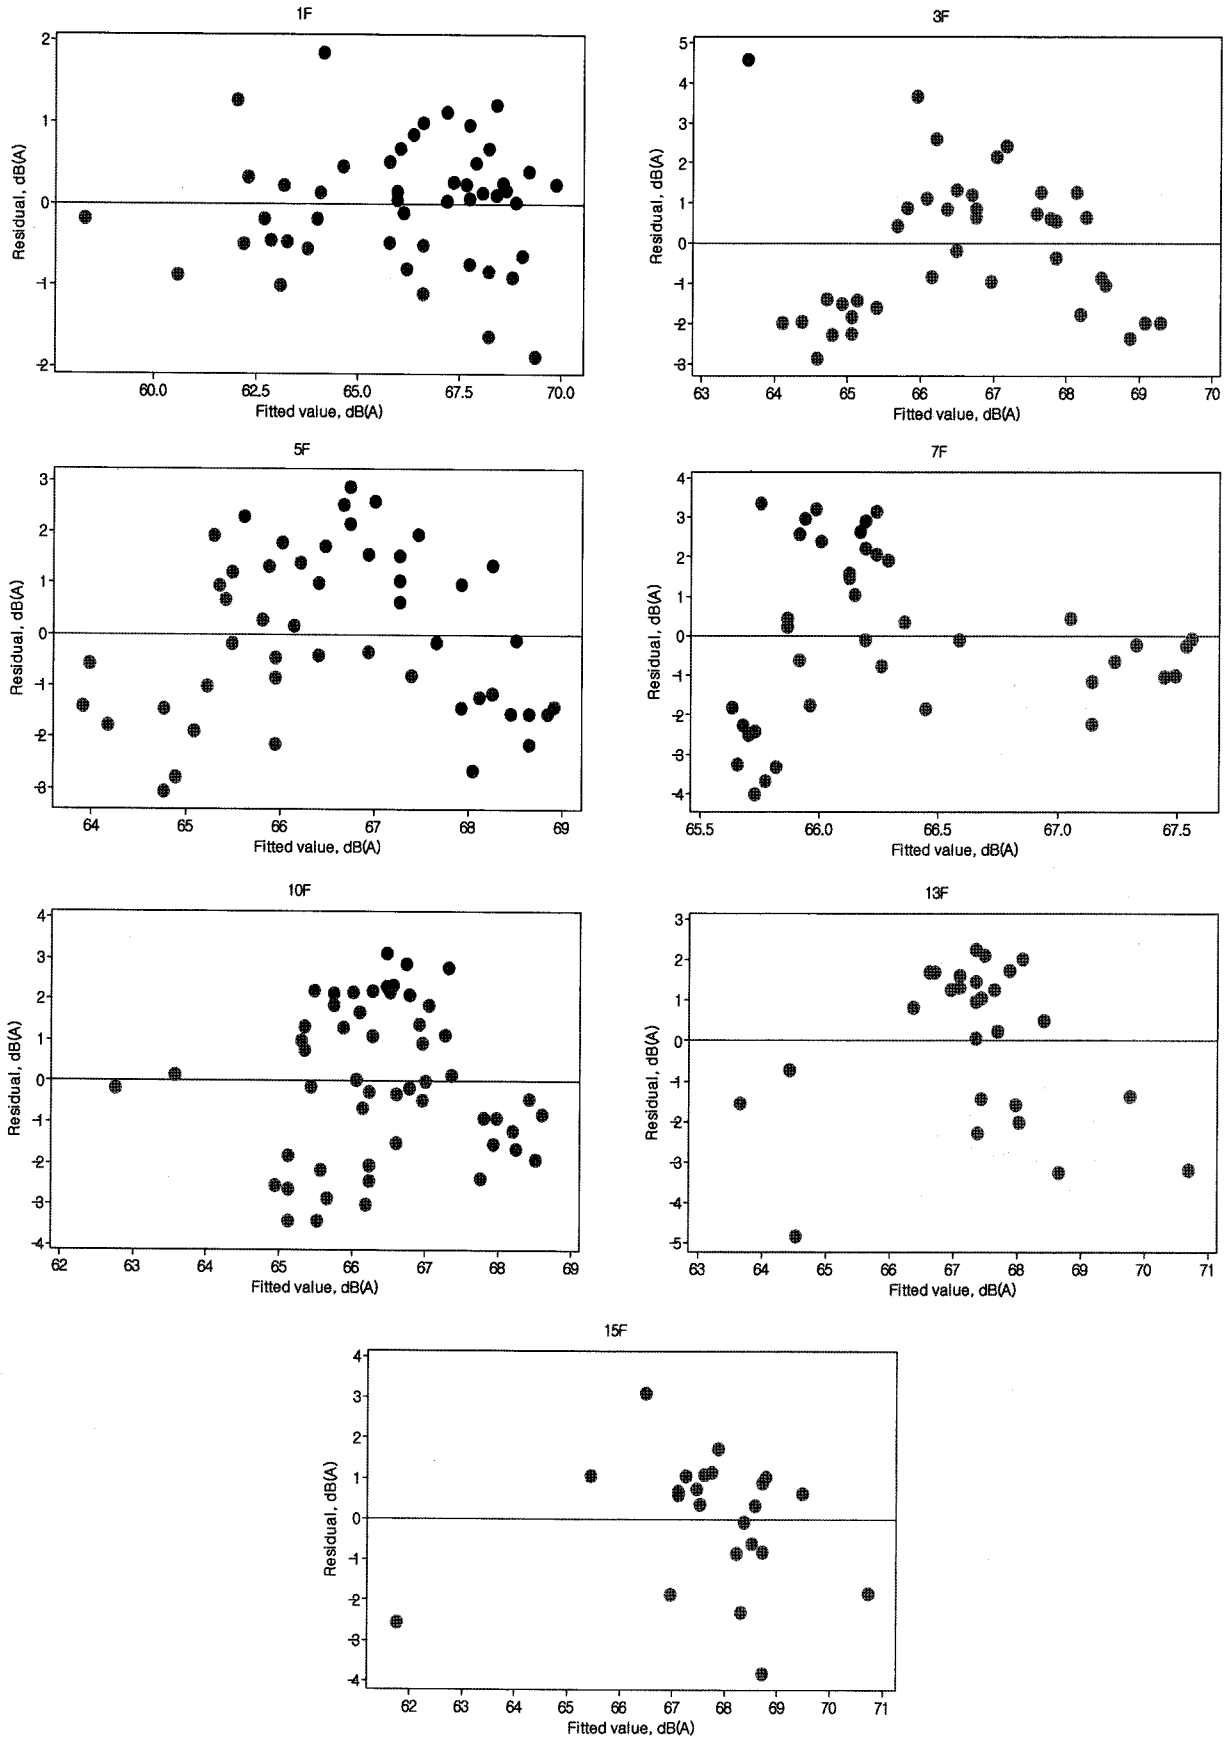 1F
Residual, dB(A)
2
1
0
-1
-2
60.0 62.5 65.0 67.5 70.0
Fitted value, dB(A)
3F
Residual, dB(A)
5
4
3
2
1
0
-1
-2
-3
63 64 65 66 67 68 69 70
Fitted value, dB(A)
5F
Residual, dB(A)
3
2
1
0
-1
-2
-3
64 65 66 67 68 69
Fitted value, dB(A)
7F
Residual, dB(A)
4
3
2
1
0
-1
-2
-3
-4
65.5 66.0 66.5 67.0 67.5
Fitted value, dB(A)
10F
Residual, dB(A)
4
3
2
1
0
-1
-2
-3
-4
62 63 64 65 66 67 68 69
Fitted value, dB(A)
13F
Residual, dB(A)
3
2
1
0
-1
-2
-3
-4
-5
63 64 65 66 67 68 69 70 71
Fitted value, dB(A)
15F
Residual, dB(A)
4
3
2
1
0
-1
-2
-3
-4
62 63 64 65 66 67 68 69 70 71
Fitted value, dB(A)